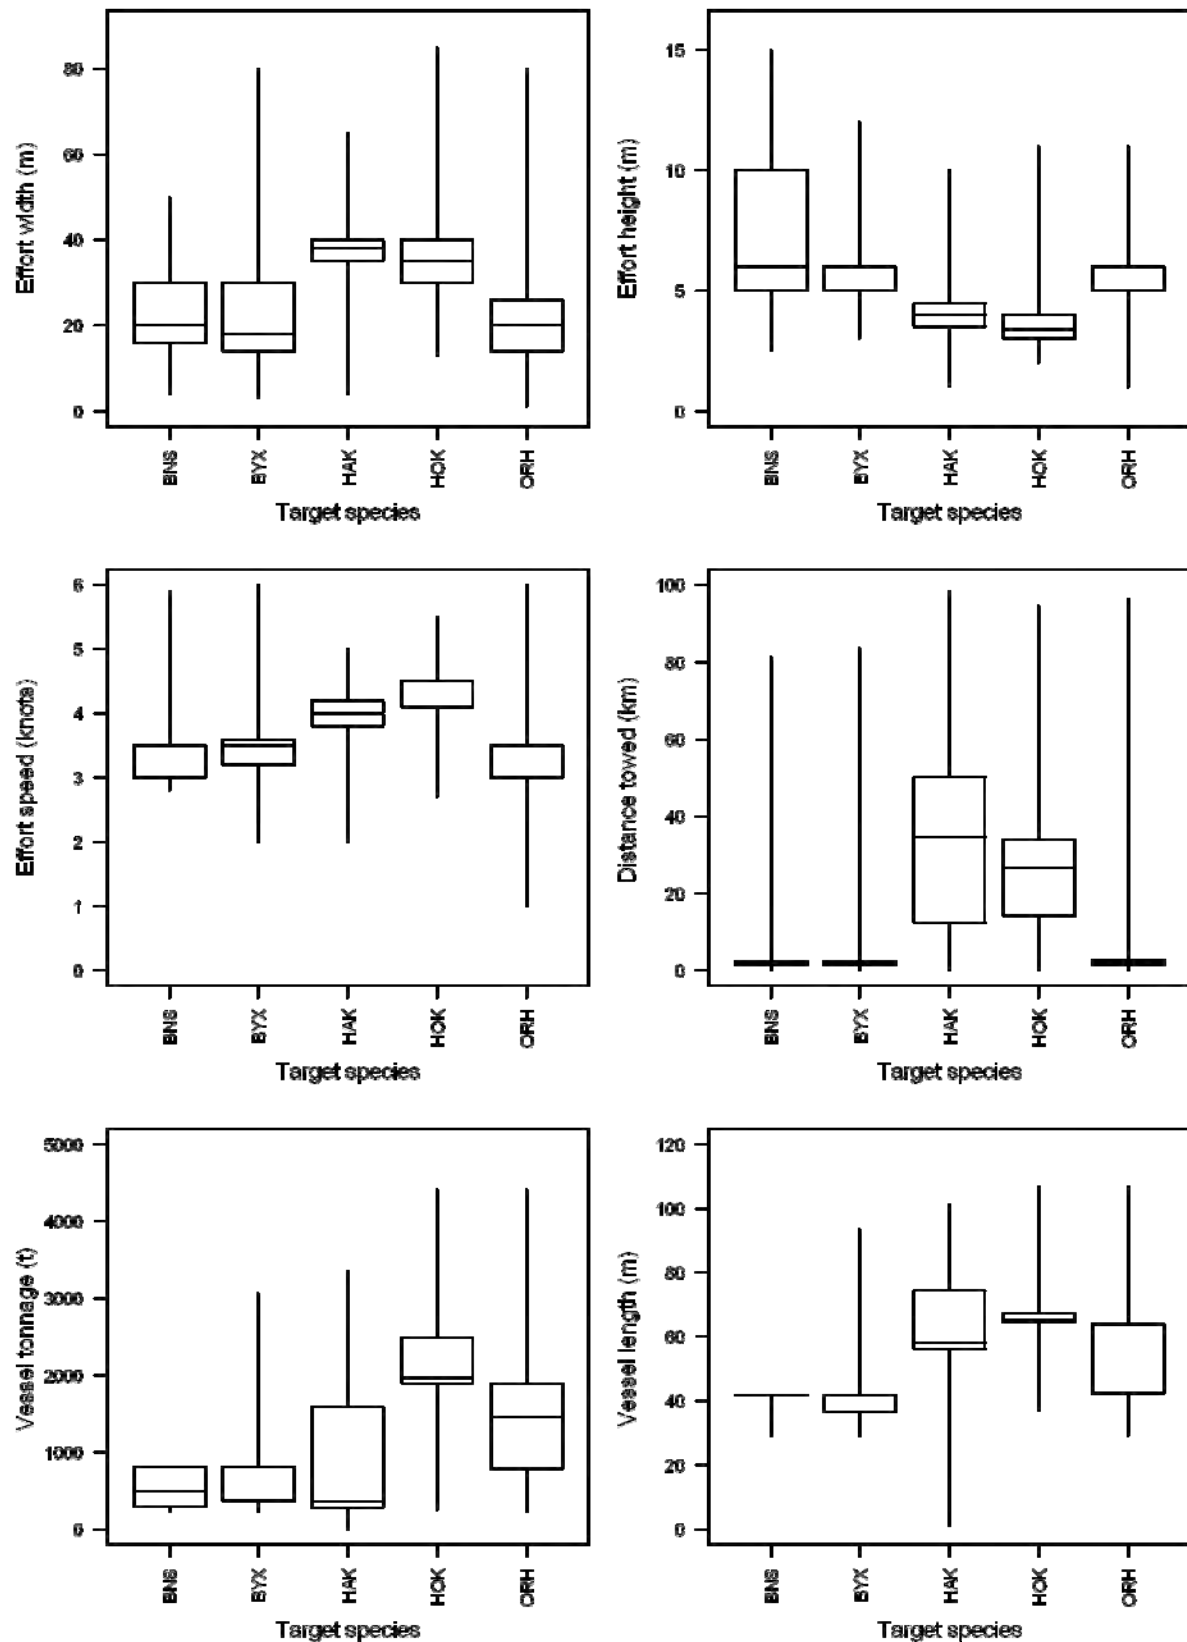 Effort width (m)
80
60
40
20
0
BNS BYX HAK HOK ORH
Target species
Effort height (m)
15
10
5
0
BNS BYX HAK HOK ORH
Target species
Effort speed (knots)
6
5
4
3
2
1
0
BNS BYX HAK HOK ORH
Target species
Distance towed (km)
100
80
60
40
20
0
BNS BYX HAK HOK ORH
Target species
Vessel tonnage (t)
5000
4000
3000
2000
1000
0
BNS BYX HAK HOK ORH
Target species
Vessel length (m)
120
100
80
60
40
20
0
BNS BYX HAK HOK ORH
Target species